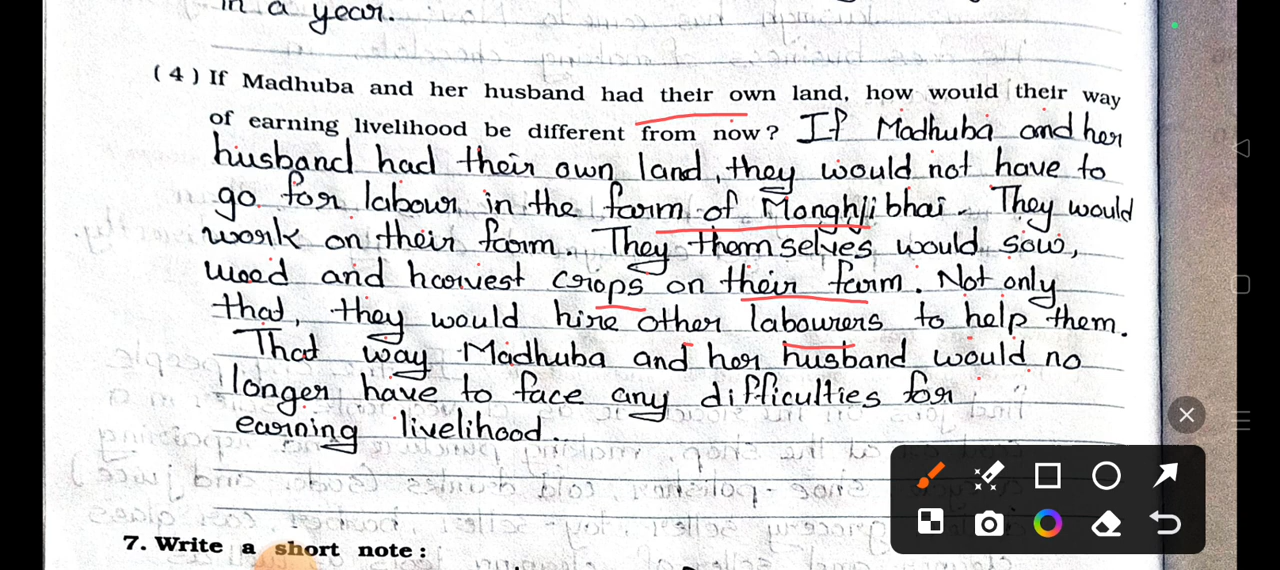 in a year.
(4) If Madhuba and her husband had their own land, how would their way
of earning livelihood be different from now? If Madhuba and her
husband had their own land, they would not have to
go for labour in the farm of Monghjibhai. They would
work on their farm. They themselves would sow,
weed and harvest crops on their farm. Not only
that, they would hire other labourers to help them.
That way Madhuba and her husband would no
longer have to face any difficulties for
earning livelihood.
7. Write a short note :